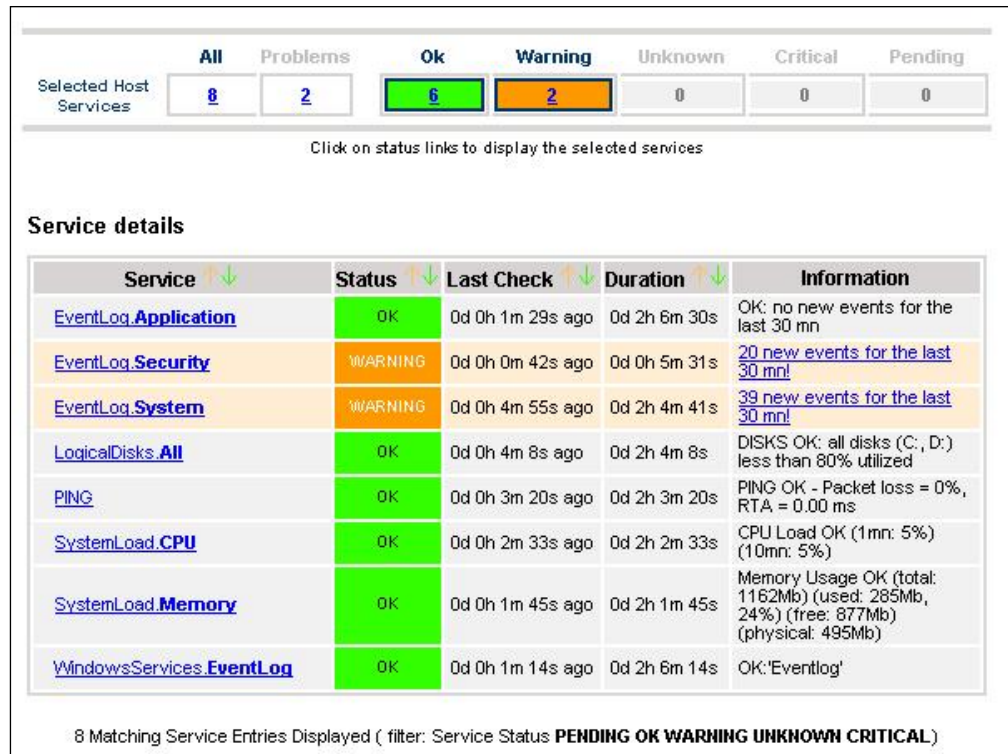 All Problems Ok Warning Unknown Critical Pending
Selected Host
Services
8 2 6 2 0 0 0
Click on status links to display the selected services
Service details
Service Status Last Check Duration Information
EventLog.Application OK 0d 0h 1m 29s ago 0d 2h 6m 30s OK: no new events for the
last 30 mn
EventLog.Security WARNING 0d 0h 0m 42s ago 0d 0h 5m 31s 20 new events for the last
30 mn!
EventLog.System WARNING 0d 0h 4m 55s ago 0d 2h 4m 41s 39 new events for the last
30 mn!
LogicalDisks.All OK 0d 0h 4m 8s ago 0d 2h 4m 8s DISKS OK: all disks (C:, D:)
less than 80% utilized
PING OK 0d 0h 3m 20s ago 0d 2h 3m 20s PING OK - Packet loss = 0%,
RTA = 0.00 ms
SystemLoad.CPU OK 0d 0h 2m 33s ago 0d 2h 2m 33s CPU Load OK (1mn: 5%)
(10mn: 5%)
SystemLoad.Memory OK 0d 0h 1m 45s ago 0d 2h 1m 45s Memory Usage OK (total:
1162Mb) (used: 285Mb,
24%) (free: 877Mb)
(physical: 495Mb)
WindowsServices.EventLog OK 0d 0h 1m 14s ago 0d 2h 6m 14s OK:'Eventlog'
8 Matching Service Entries Displayed ( filter: Service Status PENDING OK WARNING UNKNOWN CRITICAL)